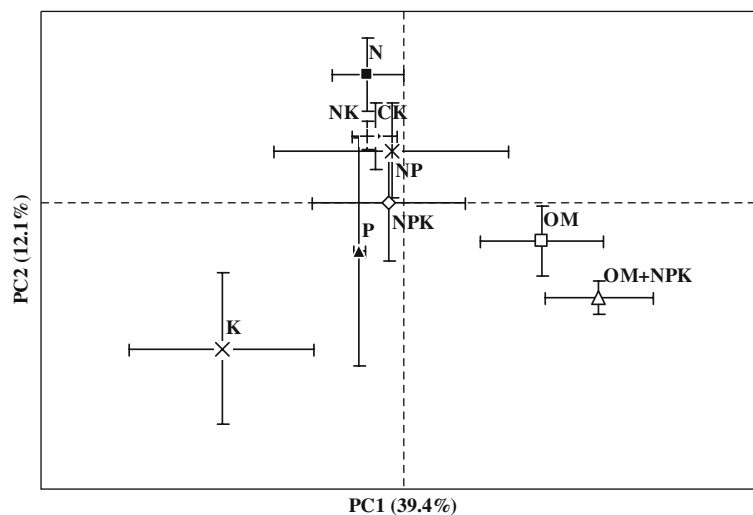 N
NK CK
NP
NPK
P
OM
OM+NPK
K
PC2 (12.1%)
PC1 (39.4%)